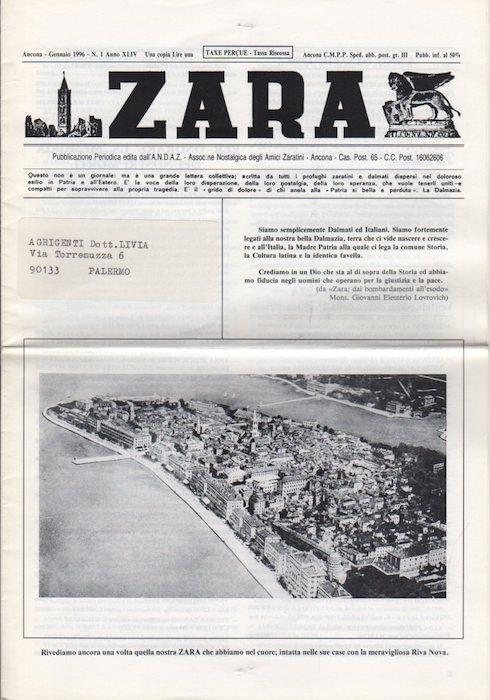 Ancona - Gennaio 1996 - N. 1 Anno XLIV Una copia Lire una TAXE PERÇUE - Tassa Riscossa Ancona C.M.P.P. Sped. abb. post. gr. III Pubb. inf. al 50%
ZARA
Pubblicazione Periodica edita dall'A.N.D.A.Z. - Assoc.ne Nostalgica degli Amici Zaratini - Ancona - Cas. Post. 65 - C.C. Post. 16062606
Questo non è un giornale: ma è una grande lettera collettiva; scritta da tutti i profughi zaratini e dalmati dispersi nel doloroso
esilio in Patria e all'Estero. E' la voce della loro disperazione, della loro nostalgia, della loro speranza, che vuole tenerli uniti e
compatti per sopravvivere alla propria tragedia. E' il «grido di dolore» di chi anela alla «Patria sì bella e perduta». La Dalmazia.
AGRIGENTI Dott.LIVIA
Via Torremuzza 6
90133 PALERMO
Siamo semplicemente Dalmati ed Italiani. Siamo fortemente
legati alla nostra bella Dalmazia, terra che ci vide nascere e cresce-
re e all'Italia, la Madre Patria alla quale ci lega la comune Storia,
la Cultura latina e la identica favella.
Crediamo in un Dio che sta al di sopra della Storia ed abbia-
mo fiducia negli uomini che operano per la giustizia e la pace.
(da «Zara: dai bombardamenti all'esodo»
Mons. Giovanni Eleuterio Lovrovich)
Rivediamo ancora una volta quella nostra ZARA che abbiamo nel cuore; intatta nelle sue case con la meravigliosa Riva Nova.